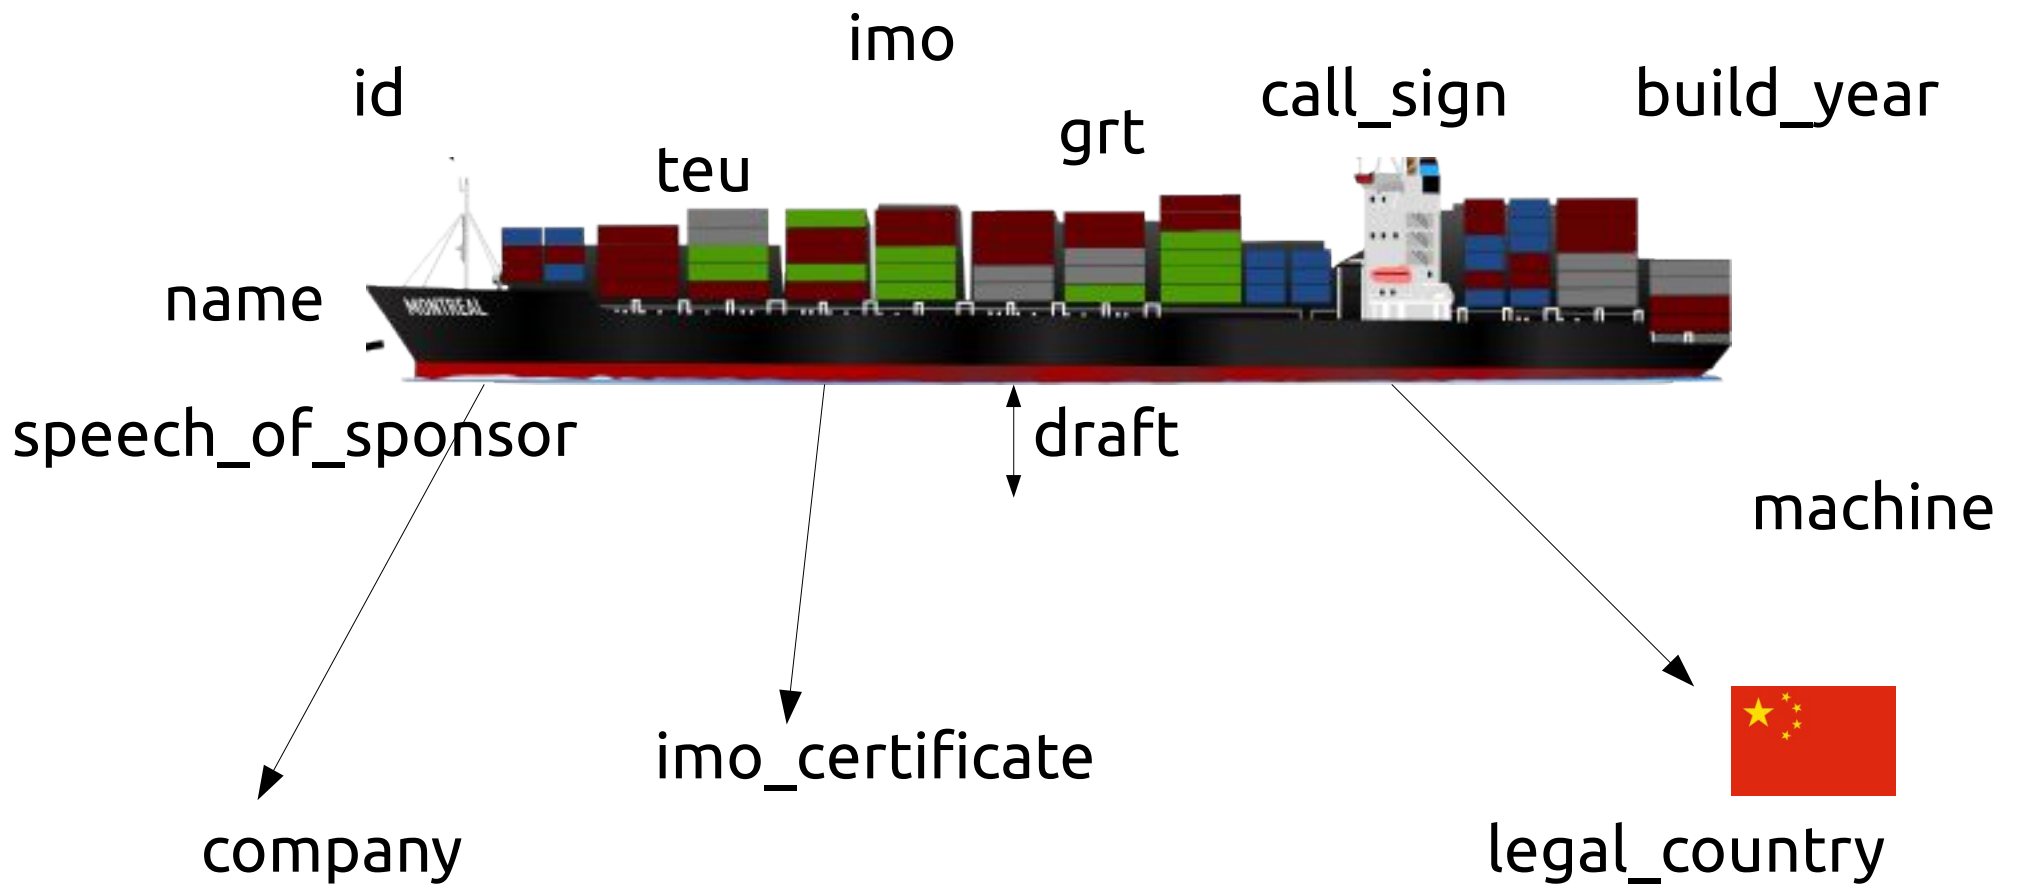 imo
id
call_sign
build_year
grt
teu
name
MONTREAL
speech_of_sponsor
draft
machine
imo_certificate
company
legal_country